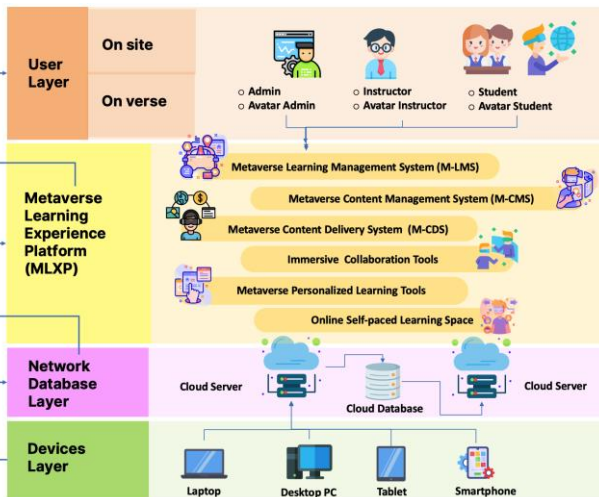 User
Layer
On site
On verse
○ Admin
○ Avatar Admin
○ Instructor
○ Avatar Instructor
○ Student
○ Avatar Student
Metaverse
Learning
Experience
Platform
(MLXP)
Metaverse Learning Management System (M-LMS)
Metaverse Content Management System (M-CMS)
Metaverse Content Delivery System (M-CDS)
Immersive Collaboration Tools
Metaverse Personalized Learning Tools
Online Self-paced Learning Space
Network
Database
Layer
Cloud Server
Cloud Database
Cloud Server
Devices
Layer
Laptop
Desktop PC
Tablet
Smartphone